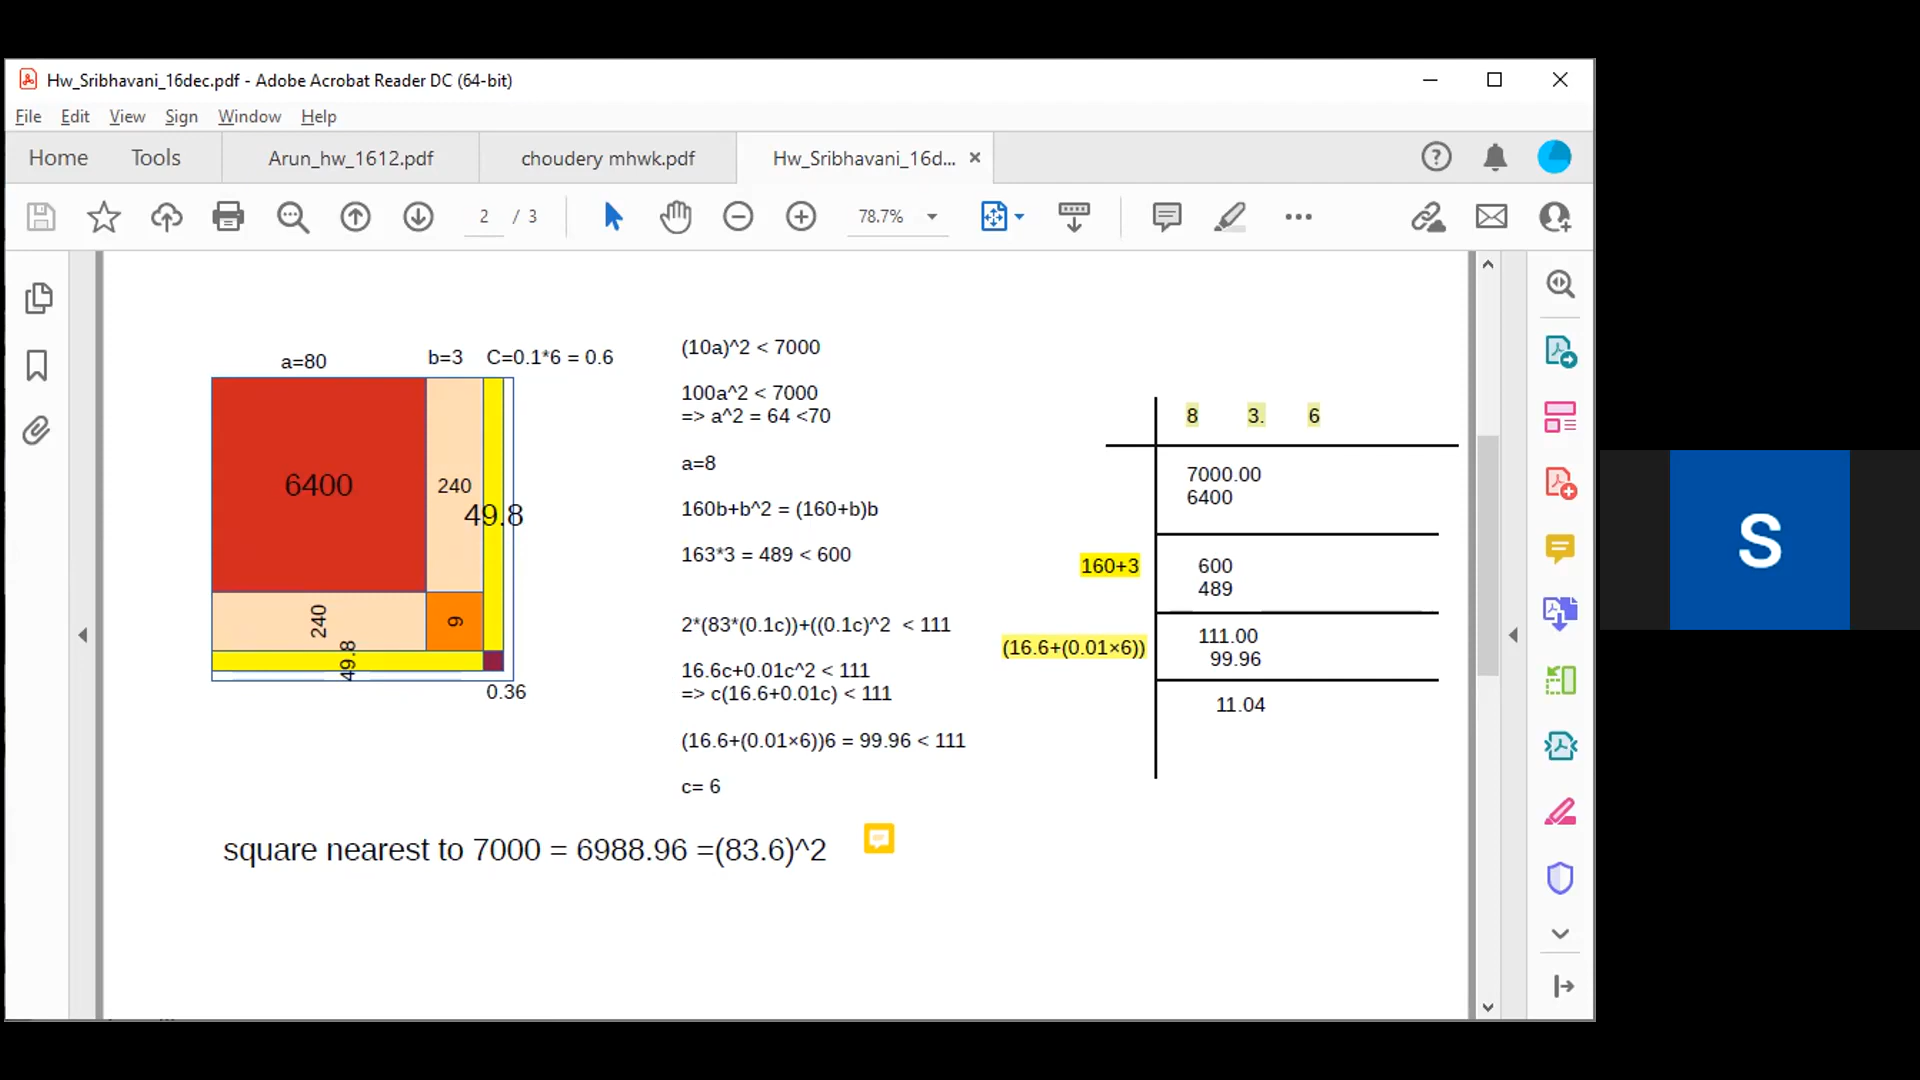 Hw_Sribhavani_16dec.pdf - Adobe Acrobat Reader DC (64-bit)
File Edit View Sign Window Help
Home Tools Arun_hw_1612.pdf choudery mhwk.pdf Hw_Sribhavani_16d...
2 / 3 78.7%
a=80 b=3 C=0.1*6 = 0.6
6400
240
49.8
240
9
49.8
0.36
(10a)^2 < 7000
100a^2 < 7000
=> a^2 = 64 <70
a=8
160b+b^2 = (160+b)b
163*3 = 489 < 600
2*(83*(0.1c))+((0.1c)^2 < 111
16.6c+0.01c^2 < 111
=> c(16.6+0.01c) < 111
(16.6+(0.01×6))6 = 99.96 < 111
c= 6
8 3. 6
7000.00
6400
160+3 600
489
111.00
(16.6+(0.01×6)) 99.96
11.04
square nearest to 7000 = 6988.96 =(83.6)^2
S